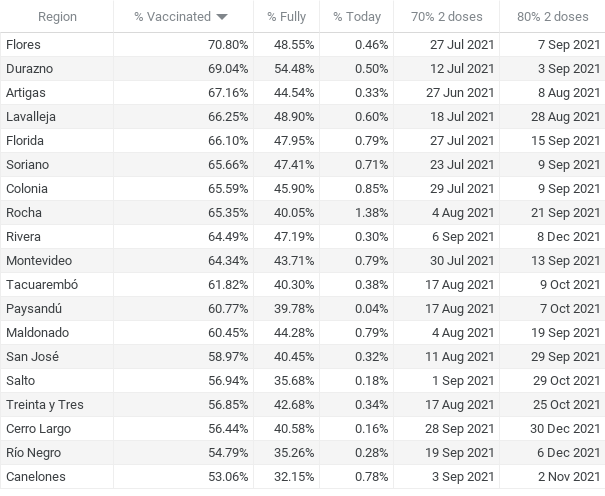 Region % Vaccinated % Fully % Today 70% 2 doses 80% 2 doses
Flores 70.80% 48.55% 0.46% 27 Jul 2021 7 Sep 2021
Durazno 69.04% 54.48% 0.50% 12 Jul 2021 3 Sep 2021
Artigas 67.16% 44.54% 0.33% 27 Jun 2021 8 Aug 2021
Lavalleja 66.25% 48.90% 0.60% 18 Jul 2021 28 Aug 2021
Florida 66.10% 47.95% 0.79% 27 Jul 2021 15 Sep 2021
Soriano 65.66% 47.41% 0.71% 23 Jul 2021 9 Sep 2021
Colonia 65.59% 45.90% 0.85% 29 Jul 2021 9 Sep 2021
Rocha 65.35% 40.05% 1.38% 4 Aug 2021 21 Sep 2021
Rivera 64.49% 47.19% 0.30% 6 Sep 2021 8 Dec 2021
Montevideo 64.34% 43.71% 0.79% 30 Jul 2021 13 Sep 2021
Tacuarembó 61.82% 40.30% 0.38% 17 Aug 2021 9 Oct 2021
Paysandú 60.77% 39.78% 0.04% 17 Aug 2021 7 Oct 2021
Maldonado 60.45% 44.28% 0.79% 4 Aug 2021 19 Sep 2021
San José 58.97% 40.45% 0.32% 11 Aug 2021 29 Sep 2021
Salto 56.94% 35.68% 0.18% 1 Sep 2021 29 Oct 2021
Treinta y Tres 56.85% 42.68% 0.34% 17 Aug 2021 25 Oct 2021
Cerro Largo 56.44% 40.58% 0.16% 28 Sep 2021 30 Dec 2021
Río Negro 54.79% 35.26% 0.28% 19 Sep 2021 6 Dec 2021
Canelones 53.06% 32.15% 0.78% 3 Sep 2021 2 Nov 2021